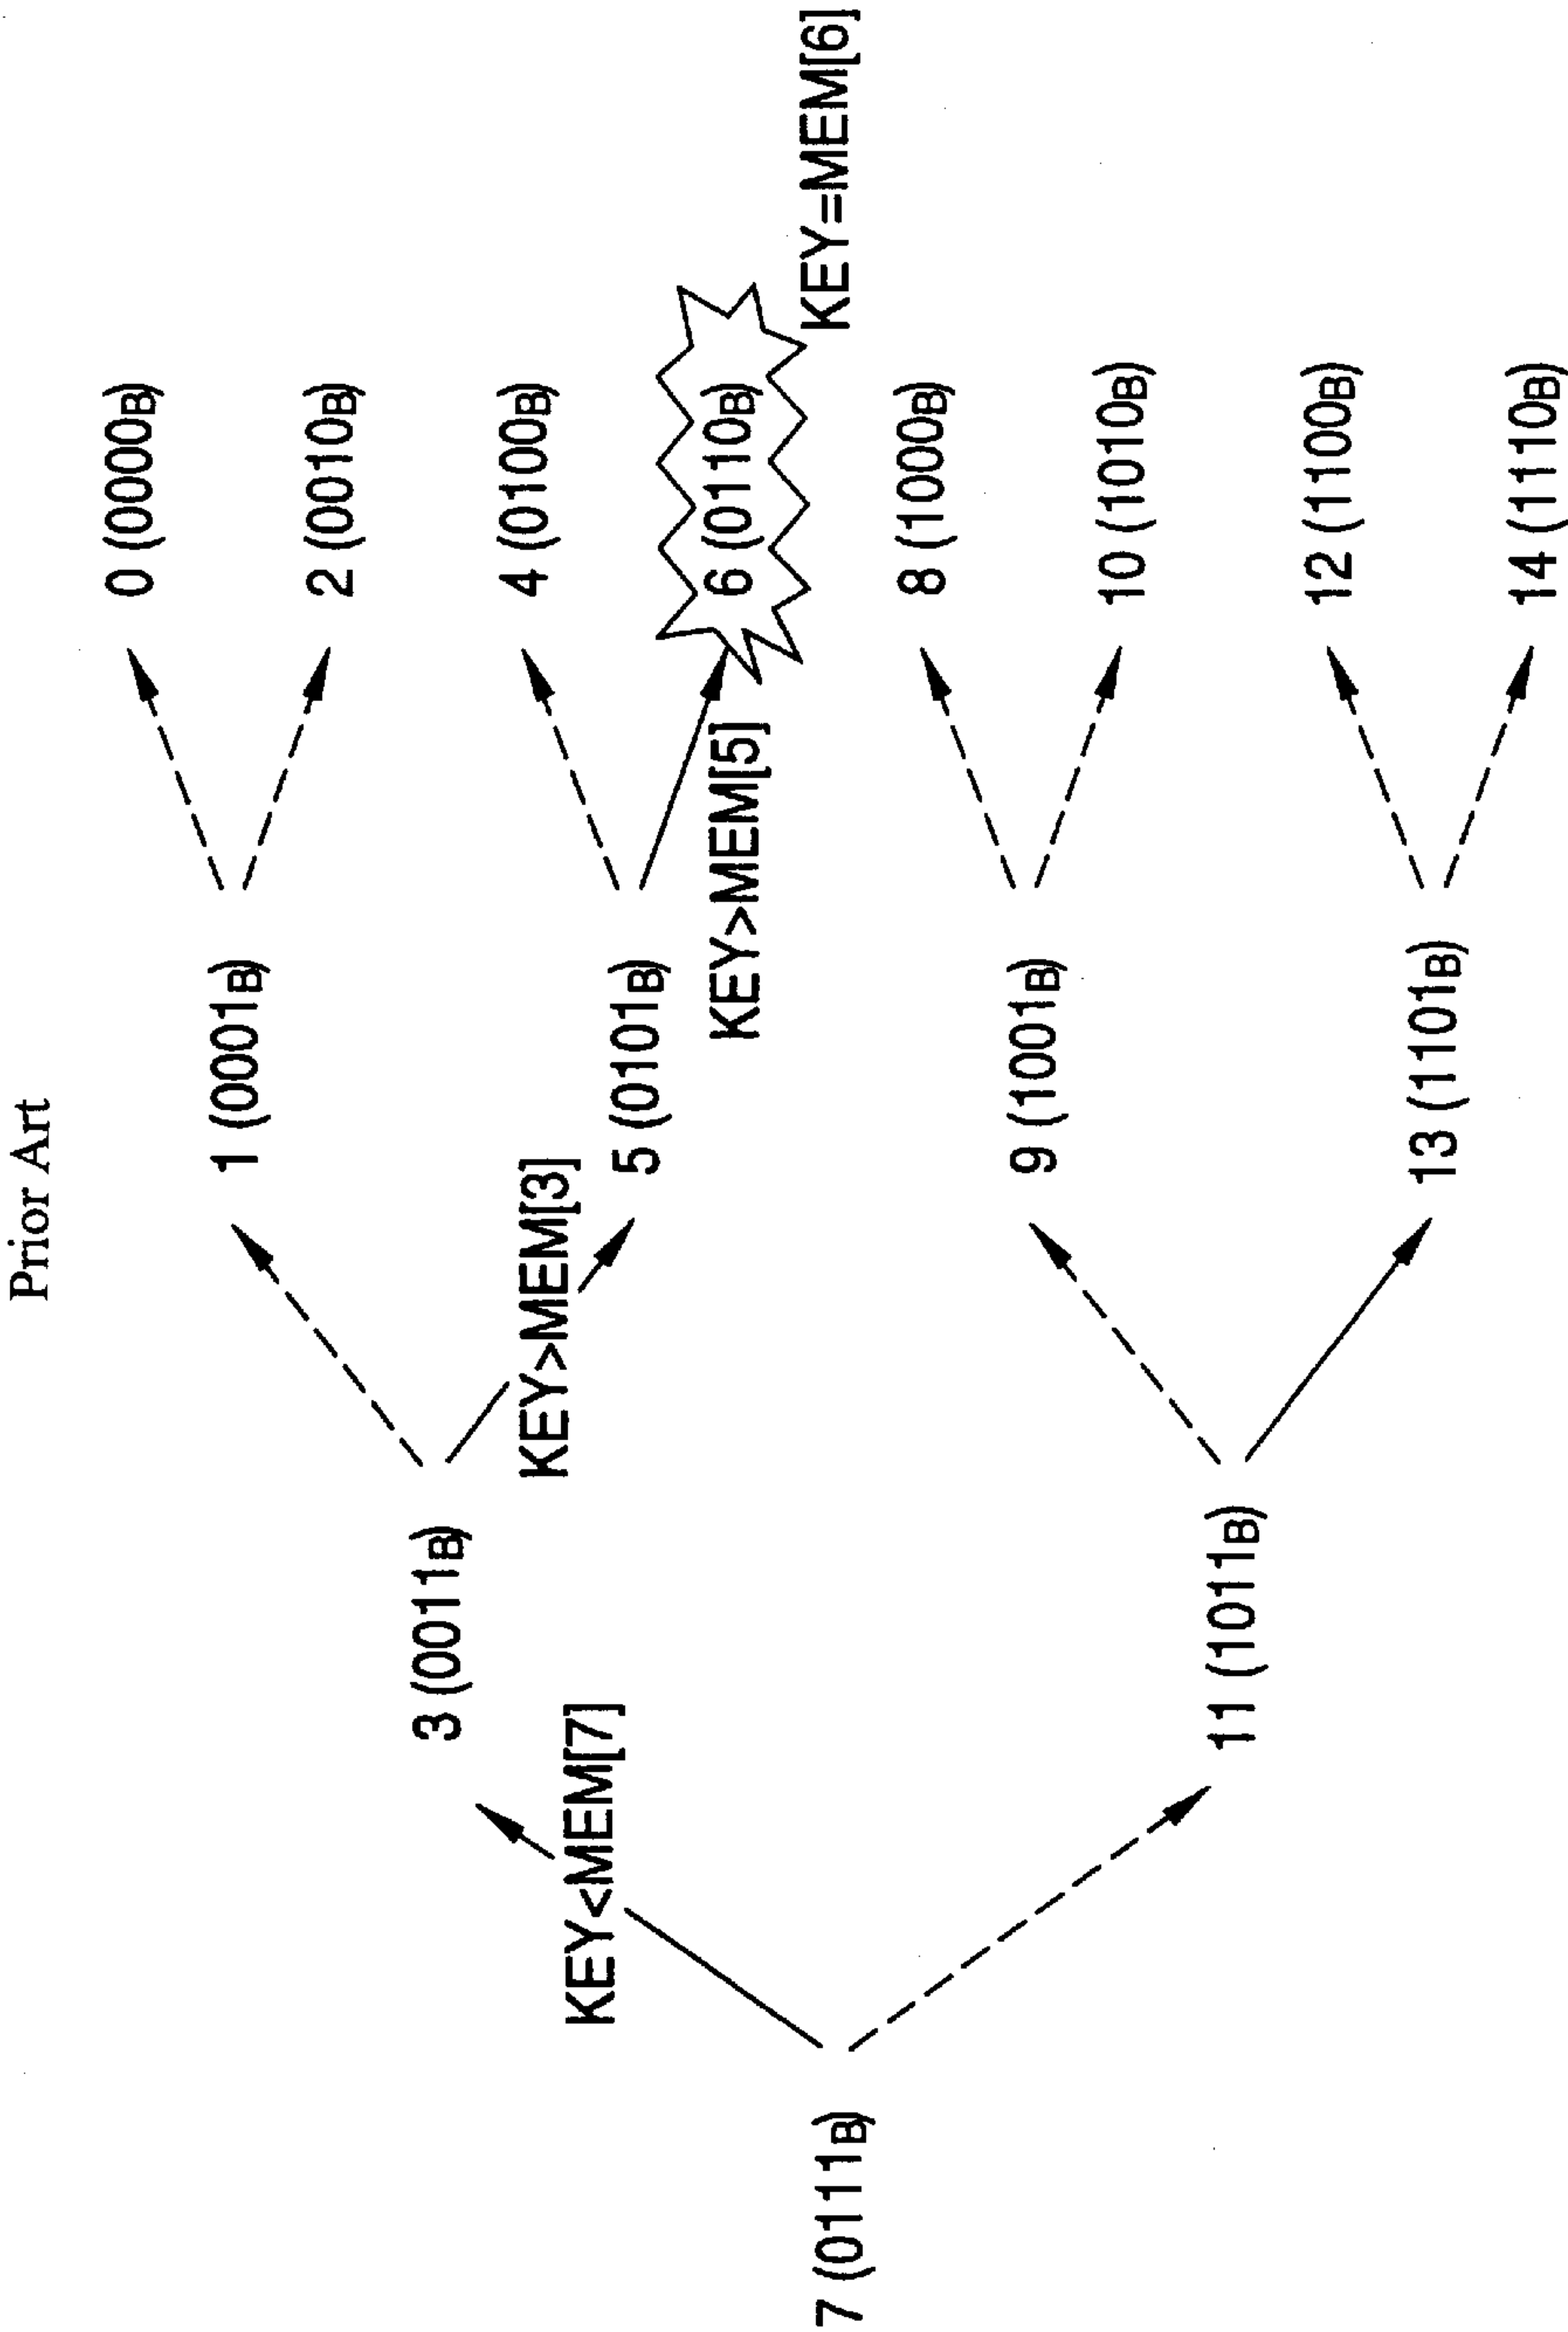 Prior Art
7 (0111B)
KEY<MEM[7]
3 (0011B)
11 (1011B)
KEY>MEM[3]
1 (0001B)
5 (0101B)
9 (1001B)
13 (1101B)
KEY>MEM[5]
0 (0000B)
2 (0010B)
4 (0100B)
6 (0110B)
8 (1000B)
10 (1010B)
12 (1100B)
14 (1110B)
KEY=MEM[6]